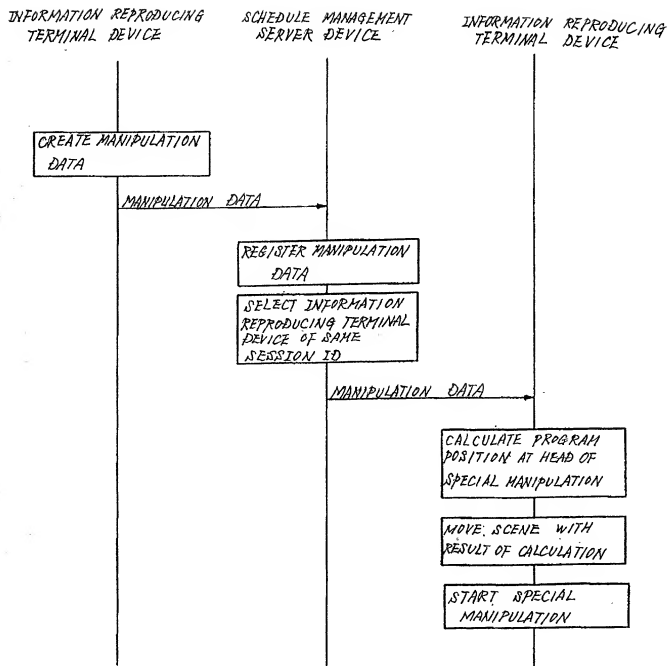 INFORMATION REPRODUCING
TERMINAL DEVICE
SCHEDULE MANAGEMENT
SERVER DEVICE
INFORMATION REPRODUCING
TERMINAL DEVICE
CREATE MANIPULATION
DATA
MANIPULATION DATA
REGISTER MANIPULATION
DATA
SELECT INFORMATION
REPRODUCING TERMINAL
DEVICE OF SAME
SESSION ID
MANIPULATION DATA
CALCULATE PROGRAM
POSITION AT HEAD OF
SPECIAL MANIPULATION
MOVE SCENE WITH
RESULT OF CALCULATION
START SPECIAL
MANIPULATION